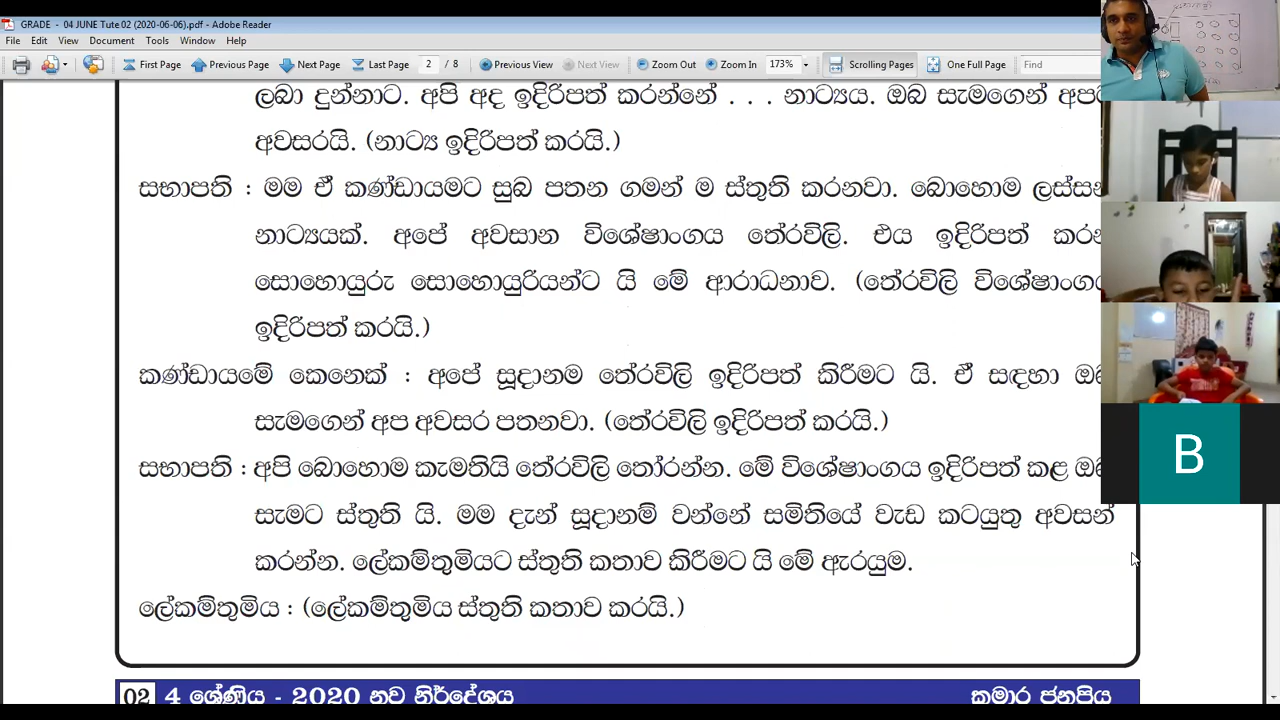 GRADE - 04 JUNE Tute 02 (2020-06-06).pdf - Adobe Reader
File Edit View Document Tools Window Help
First Page Previous Page Next Page Last Page 2 / 8 Previous View Next View Zoom Out Zoom In 173% Scrolling Pages One Full Page Find
ලබා දුන්නාට. අපි අද ඉදිරිපත් කරන්නේ . . . නාට්‍යය. ඔබ සැමගෙන්
අවසරයි. (නාට්‍ය ඉදිරිපත් කරයි.)
සභාපති : මම ඒ කණ්ඩායමට සුබ පතන ගමන් ම ස්තුති කරනවා. බොහොම
නාට්‍යයක්. අපේ අවසාන විශේෂාංගය තේරවිලි. එය ඉදිරිපත්
සොහොයුරු සොහොයුරියන්ට යි මේ ආරාධනාව. (තේරවිලි
ඉදිරිපත් කරයි.)
කණ්ඩායමේ කෙනෙක් : අපේ සූදානම තේරවිලි ඉදිරිපත් කිරීමට යි. ඒ සඳහා
සැමගෙන් අප අවසර පතනවා. (තේරවිලි ඉදිරිපත් කරයි.)
සභාපති : අපි බොහොම කැමතියි තේරවිලි තෝරන්න. මේ විශේෂාංගය ඉදිරිපත් කළ
සැමට ස්තුති යි. මම දැන් සූදානම් වන්නේ සමිතියේ වැඩ කටයුතු අවසන්
කරන්න. ලේකම්තුමියට ස්තුති කතාව කිරීමට යි මේ ඇරයුම.
ලේකම්තුමිය : (ලේකම්තුමිය ස්තුති කතාව කරයි.)
B
02 4 ශ්‍රේණිය - 2020 නව නිර්දේශය කමාර ජනප්‍රිය